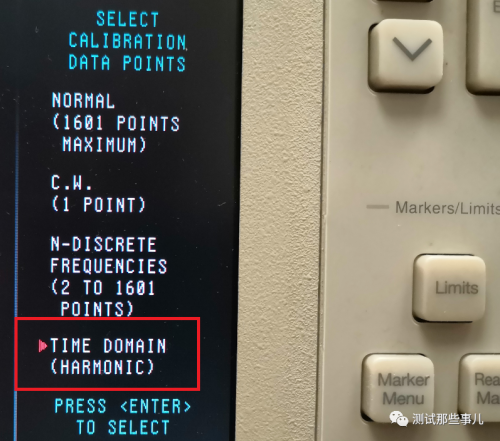 SELECT
CALIBRATION
DATA POINTS
NORMAL
(1601 POINTS
MAXIMUM)
C.W.
(1 POINT)
N-DISCRETE
FREQUENCIES
(2 TO 1601
POINTS)
TIME DOMAIN
(HARMONIC)
PRESS <ENTER>
TO SELECT
Markers/Limits
Limits
Marker
Menu
测试那些事儿